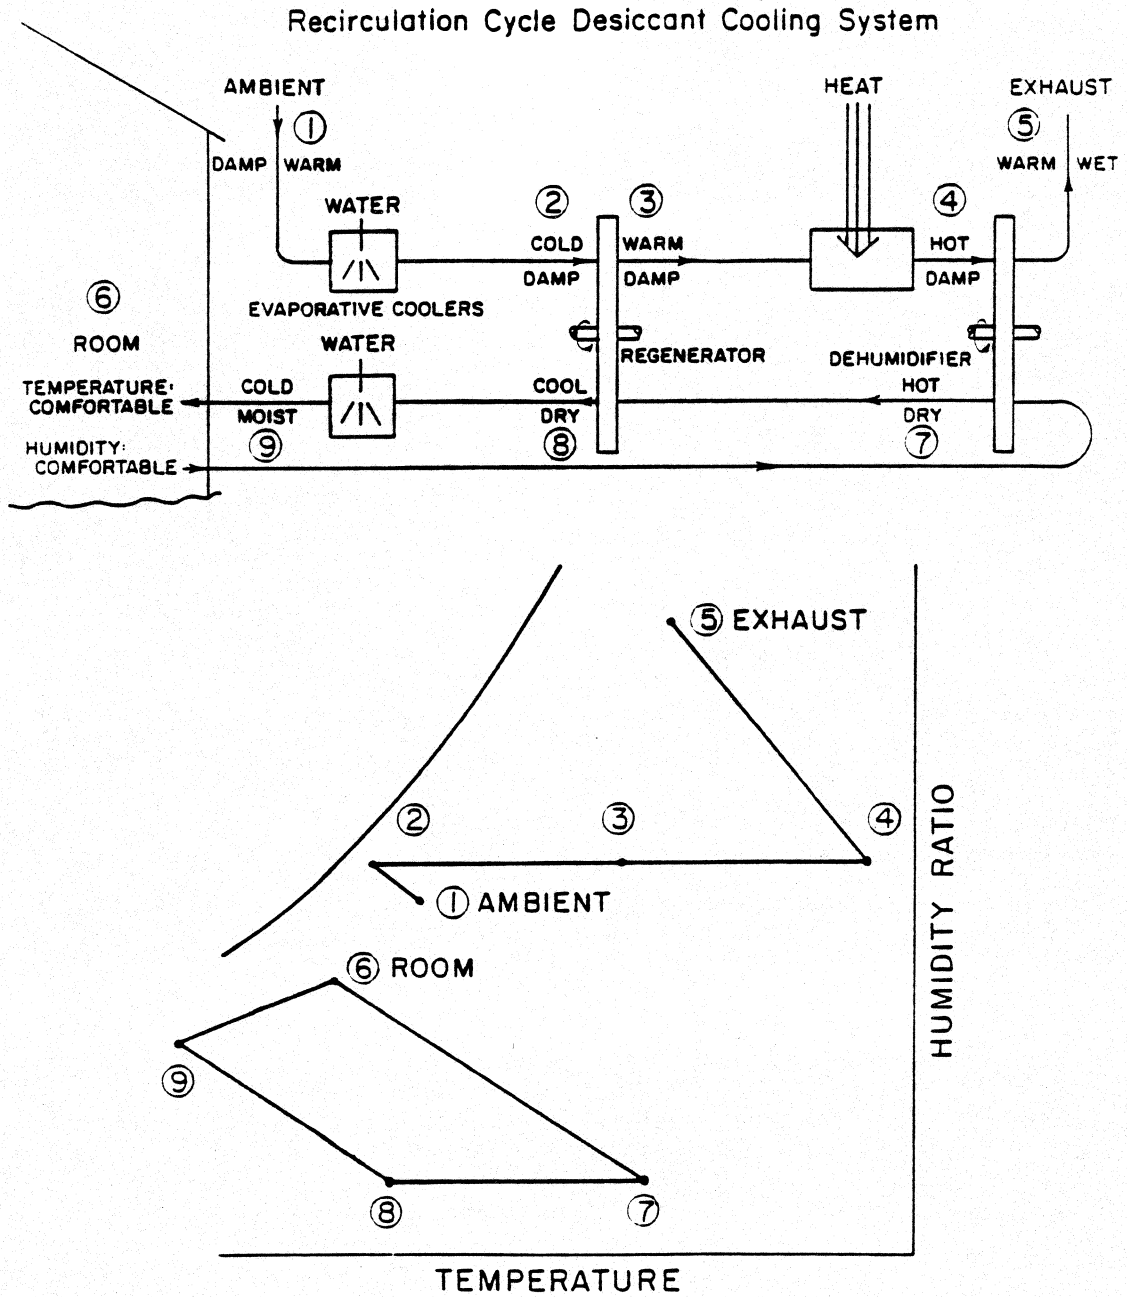 Recirculation Cycle Desiccant Cooling System
AMBIENT
HEAT
EXHAUST
①
⑤
DAMP WARM
WARM WET
WATER
②
③
④
COLD
WARM
HOT
DAMP
DAMP
DAMP
EVAPORATIVE COOLERS
⑥
ROOM
WATER
REGENERATOR
DEHUMIDIFIER
TEMPERATURE:
COMFORTABLE
COLD
MOIST
⑨
COOL
DRY
⑧
HOT
DRY
⑦
HUMIDITY:
COMFORTABLE
⑤ EXHAUST
②
③
④
① AMBIENT
⑥ ROOM
⑨
⑧
⑦
HUMIDITY RATIO
TEMPERATURE